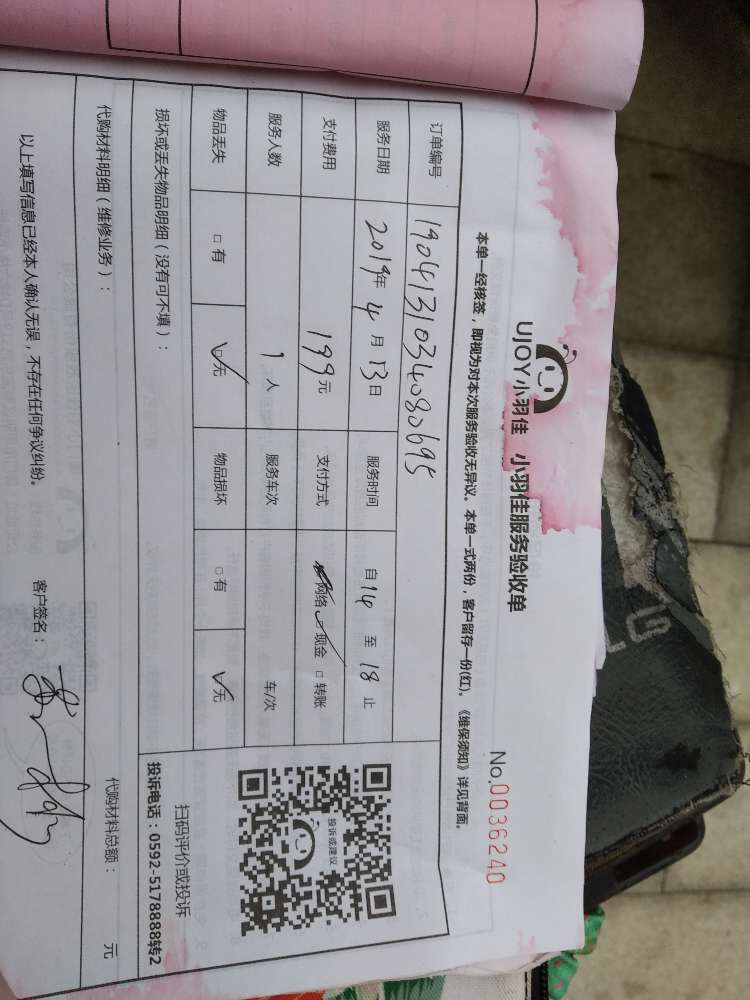 UJOY小羽佳 小羽佳服务验收单
No.0036240
本单一经核签，即视为对本次服务验收无异议。本单一式两份，客户留存一份(红)。《维保须知》详见背面。
订单编号 190413103408069S
服务日期 2019年4月13日 服务时间 自14至18止
支付费用 199元 支付方式 网络 现金 □转账
服务人数 1人 服务车次 车/次
物品丢失 □有 ☑无 物品损坏 □有 ☑无
投诉或建议
扫码评价或投诉
投诉电话：0592-5178888转2
损坏或丢失物品明细（没有可不填）：
代购材料明细（维修业务）： 代购材料总额： 元
以上填写信息已经本人确认无误，不存在任何争议纠纷。 客户签名：
LG